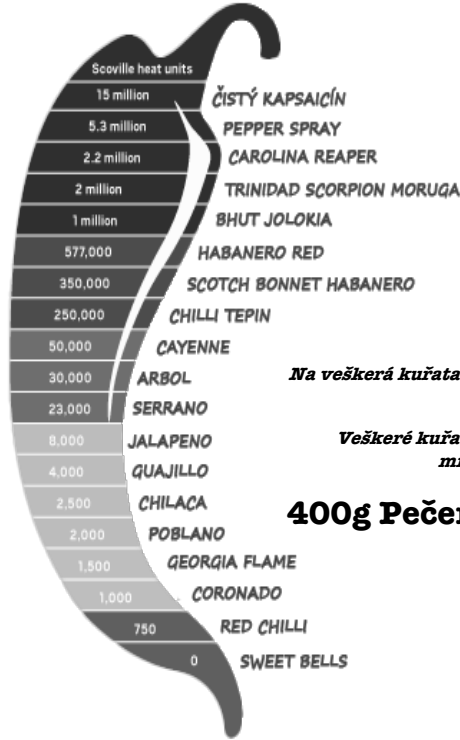 Scoville heat units
15 million ČISTÝ KAPSAICÍN
5.3 million PEPPER SPRAY
2.2 million CAROLINA REAPER
2 million TRINIDAD SCORPION MORUGA
1 million BHUT JOLOKIA
577,000 HABANERO RED
350,000 SCOTCH BONNET HABANERO
250,000 CHILLI TEPIN
50,000 CAYENNE
30,000 ARBOL
23,000 SERRANO
8,000 JALAPENO
4,000 GUAJILLO
2,500 CHILACA
2,000 POBLANO
1,500 GEORGIA FLAME
1,000 CORONADO
750 RED CHILLI
0 SWEET BELLS
Na veškerá kuřata
Veškeré kuřa
400g Pečer